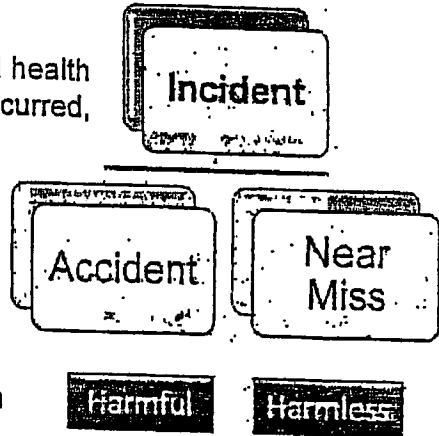 health
curred,
Incident
Accident
Near
Miss
Harmful
Harmless